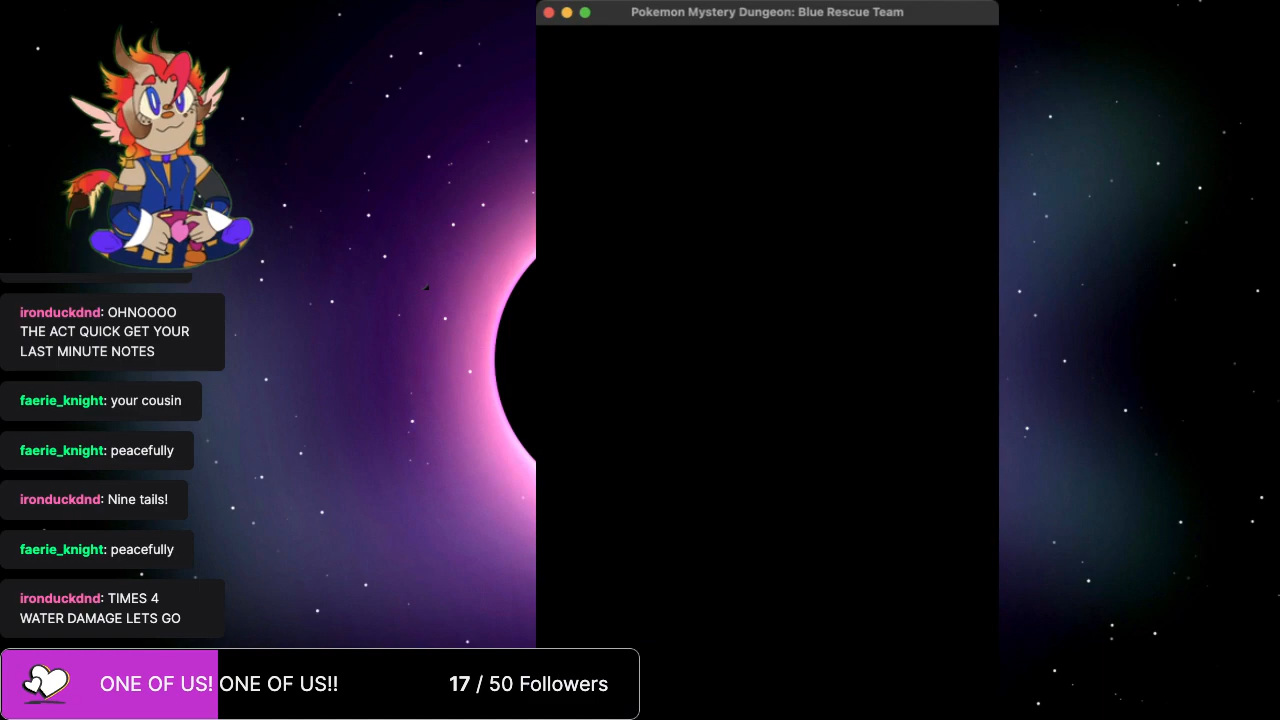 Pokemon Mystery Dungeon: Blue Rescue Team
ironduckdnd: OHNOOOO
THE ACT QUICK GET YOUR
LAST MINUTE NOTES
faerie_knight: your cousin
faerie_knight: peacefully
ironduckdnd: Nine tails!
faerie_knight: peacefully
ironduckdnd: TIMES 4
WATER DAMAGE LETS GO
ONE OF US! ONE OF US!! 17 / 50 Followers